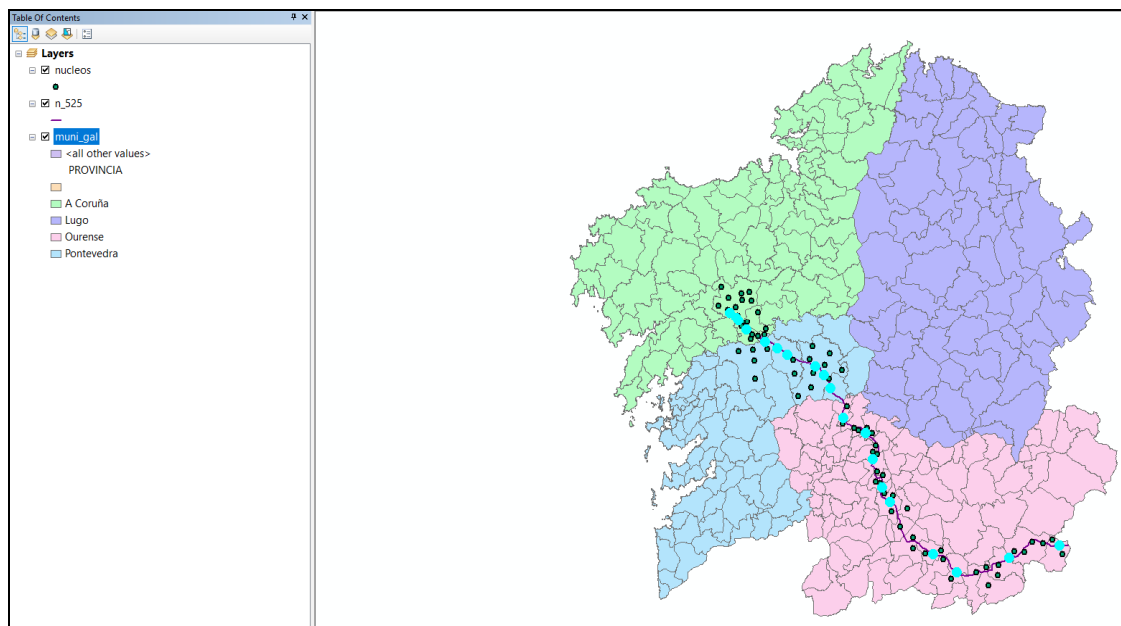 Table Of Contents
Layers
nucleos
n_525
muni_gal
<all other values>
PROVINCIA
A Coruña
Lugo
Ourense
Pontevedra